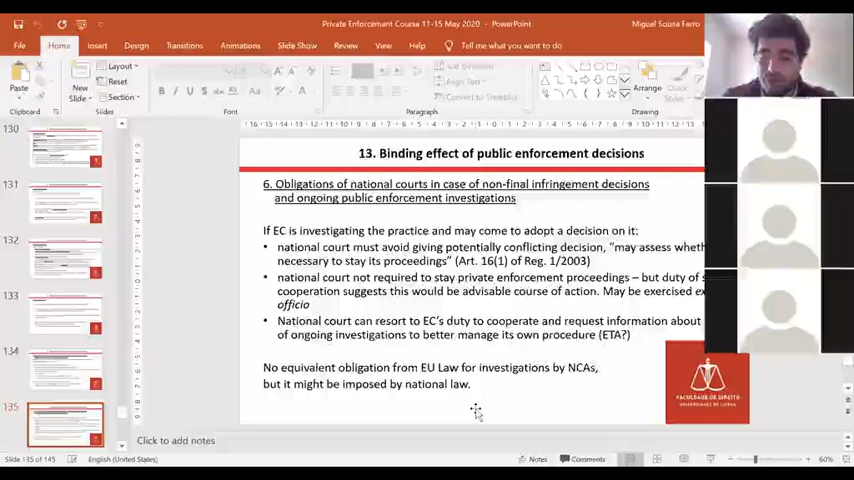 Private Enforcemant Course 11-15 May 2020 - PowerPoint
Miguel Sousa Ferro
File Home Insert Design Transitions Animations Slide Show Review View Help Tell me what you want to do
Paste
New
Slide
Layout
Reset
Section
B I U S
Text Direction
Align Text
Convert to SmartArt
Arrange
Quick
Styles
Clipboard
Slides
Font
Paragraph
Drawing
130
131
132
133
134
135
13. Binding effect of public enforcement decisions
6. Obligations of national courts in case of non-final infringement decisions
and ongoing public enforcement investigations
If EC is investigating the practice and may come to adopt a decision on it:
• national court must avoid giving potentially conflicting decision, “may assess wheth
necessary to stay its proceedings” (Art. 16(1) of Reg. 1/2003)
• national court not required to stay private enforcement proceedings – but duty of s
cooperation suggests this would be advisable course of action. May be exercised ex
officio
• National court can resort to EC’s duty to cooperate and request information about
of ongoing investigations to better manage its own procedure (ETA?)
No equivalent obligation from EU Law for investigations by NCAs,
but it might be imposed by national law.
FACULDADE DE DIREITO
UNIVERSIDADE DE LISBOA
Click to add notes
Slide 135 of 145
English (United States)
Notes
Comments
60%